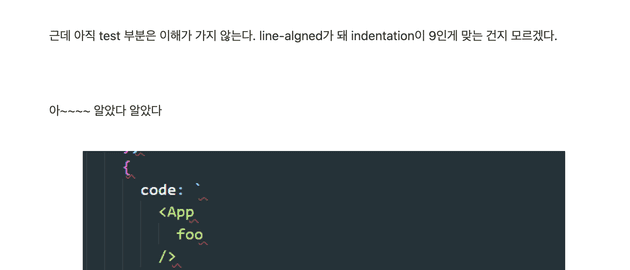 근데 아직 test 부분은 이해가 가지 않는다. line-algned가 돼 indentation이 9인게 맞는 건지 모르겠다.
아~~~~ 알았다 알았다
{
code: `
<App
foo
/>